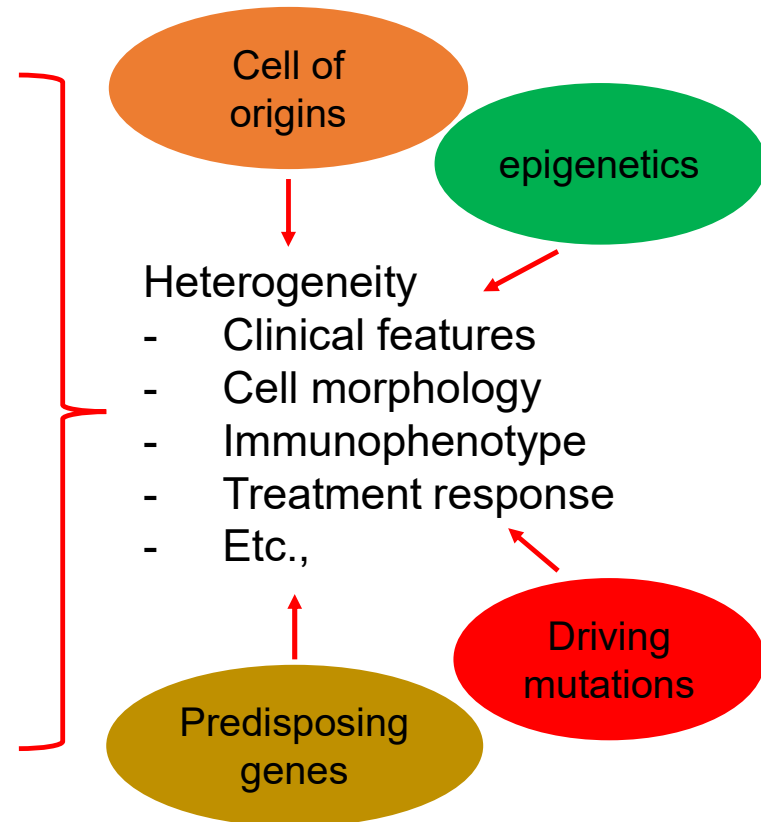 Cell of
origins
epigenetics
Heterogeneity
- Clinical features
- Cell morphology
- Immunophenotype
- Treatment response
- Etc.,
Driving
mutations
Predisposing
genes